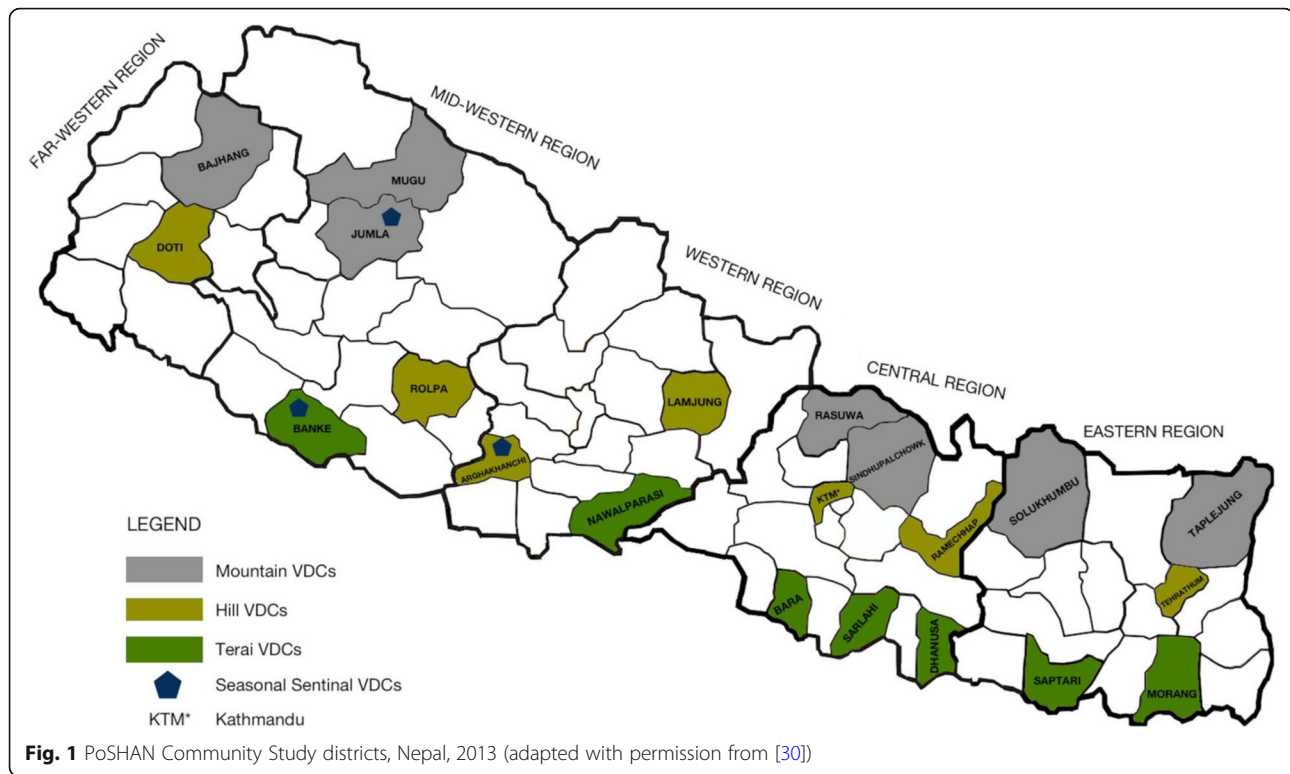 FAR-WESTERN REGION
MID-WESTERN REGION
BAJHANG
MUGU
JUMLA
DOTI
WESTERN REGION
CENTRAL REGION
ROLPA
LAMJUNG
RASUWA
BANKE
EASTERN REGION
ARGHAKHANCHI
SINDHUPALCHOWK
NAWALPARASI
KTM*
SOLUKHUMBU
TAPLEJUNG
RAMECHHAP
TEHRATHUM
BARA
SARLAHI
DHANUSA
SAPTARI
MORANG
LEGEND
Mountain VDCs
Hill VDCs
Terai VDCs
Seasonal Sentinal VDCs
KTM* Kathmandu
Fig. 1 PoSHAN Community Study districts, Nepal, 2013 (adapted with permission from [30])